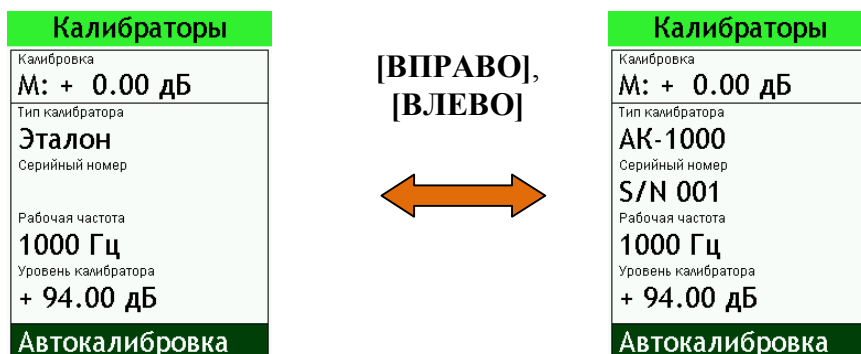 Калибраторы
Калибровка
М: + 0.00 дБ
Тип калибратора
Эталон
Серийный номер
Рабочая частота
1000 Гц
Уровень калибратора
+ 94.00 дБ
Автокалибровка
[ВПРАВО],
[ВЛЕВО]
Калибраторы
Калибровка
М: + 0.00 дБ
Тип калибратора
АК-1000
Серийный номер
S/N 001
Рабочая частота
1000 Гц
Уровень калибратора
+ 94.00 дБ
Автокалибровка